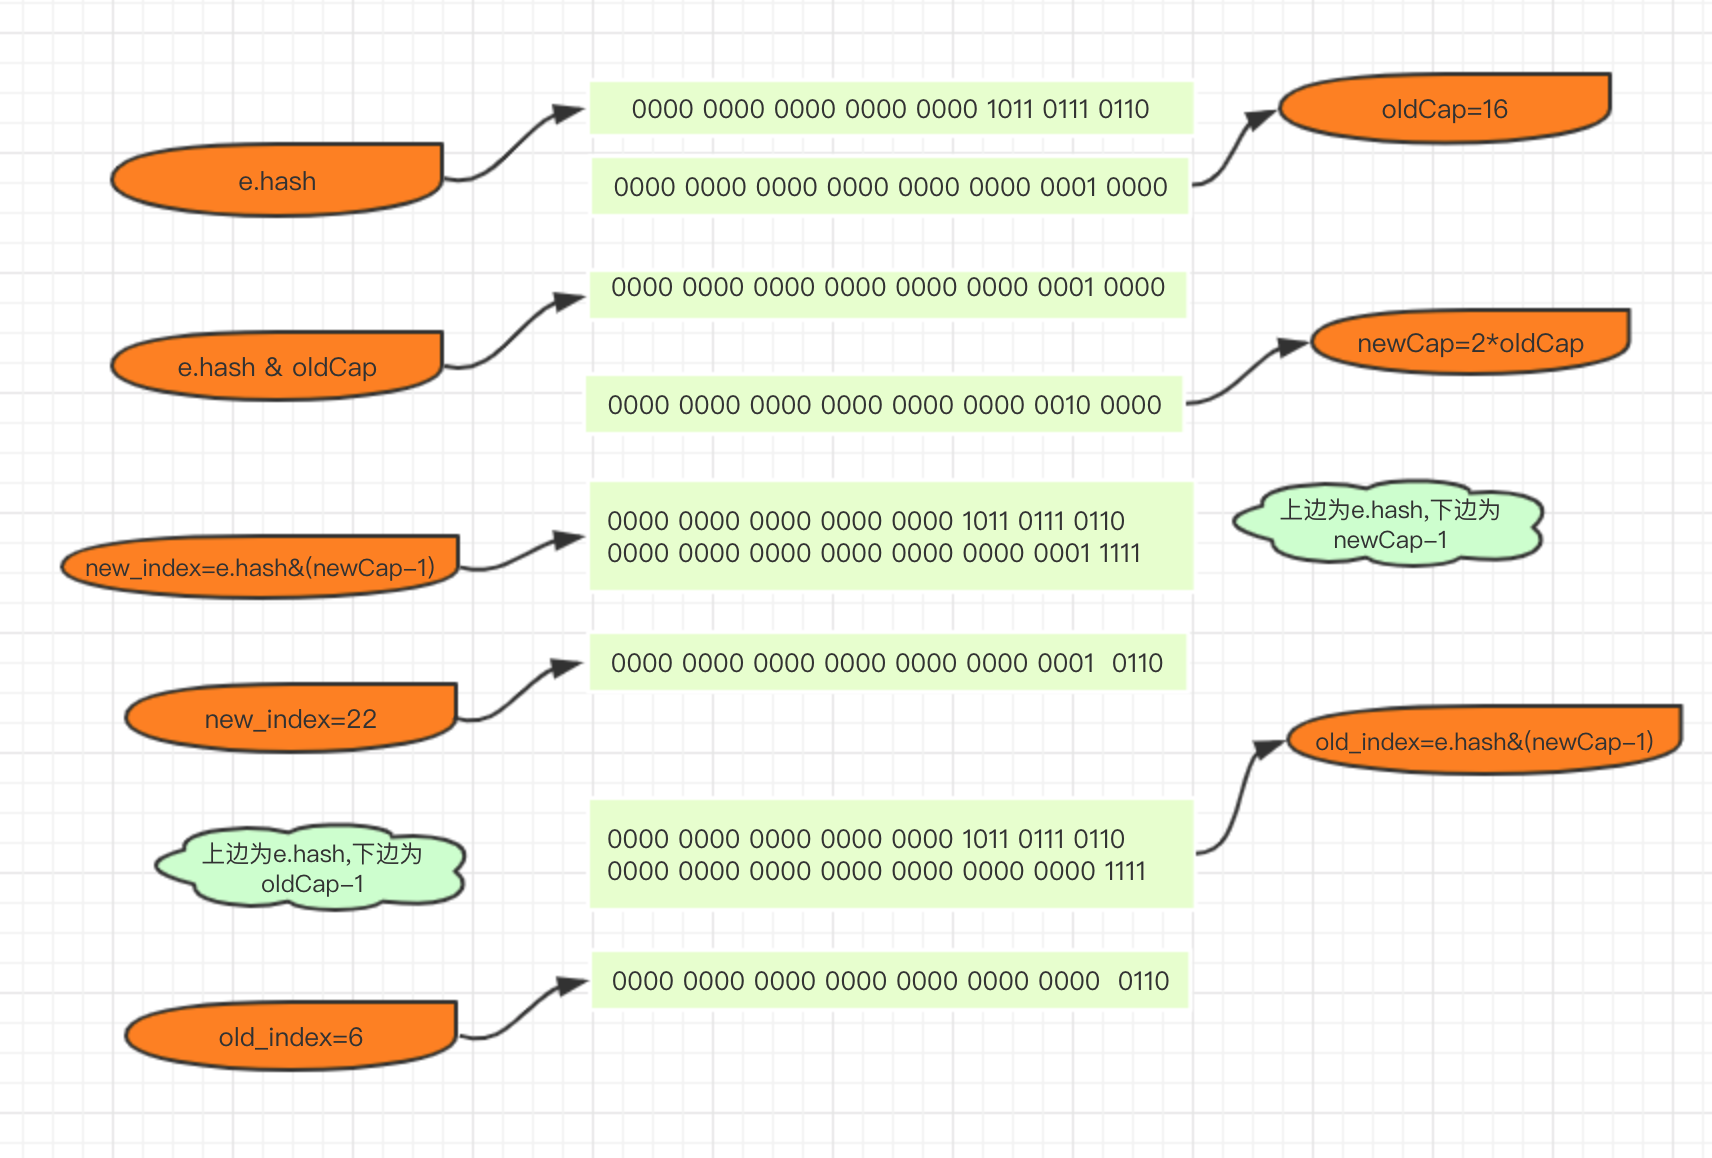 0000 0000 0000 0000 0000 1011 0111 0110
oldCap=16
e.hash
0000 0000 0000 0000 0000 0000 0001 0000
0000 0000 0000 0000 0000 0000 0001 0000
newCap=2*oldCap
e.hash & oldCap
0000 0000 0000 0000 0000 0000 0010 0000
0000 0000 0000 0000 0000 1011 0111 0110
0000 0000 0000 0000 0000 0000 0001 1111
上边为e.hash,下边为
newCap-1
new_index=e.hash&(newCap-1)
0000 0000 0000 0000 0000 0000 0001 0110
new_index=22
old_index=e.hash&(newCap-1)
0000 0000 0000 0000 0000 1011 0111 0110
0000 0000 0000 0000 0000 0000 0000 1111
上边为e.hash,下边为
oldCap-1
0000 0000 0000 0000 0000 0000 0000 0110
old_index=6